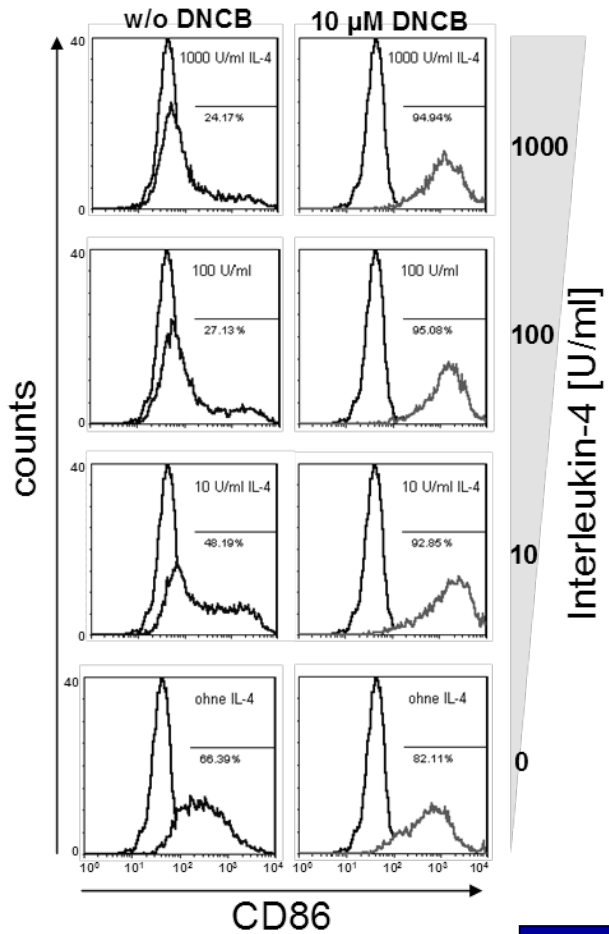 w/o DNCB 10 µM DNCB
40
1000 U/ml IL-4
24.17%
0
1000 U/ml IL-4
94.94%
1000
40
100 U/ml
27.13%
0
100 U/ml
95.08%
100
40
10 U/ml IL-4
48.19%
0
10 U/ml IL-4
92.85%
10
40
ohne IL-4
66.39%
0
10⁰ 10¹ 10² 10³ 10⁴
ohne IL-4
82.11%
10⁰ 10¹ 10² 10³ 10⁴
0
counts
CD86
Interleukin-4 [U/ml]